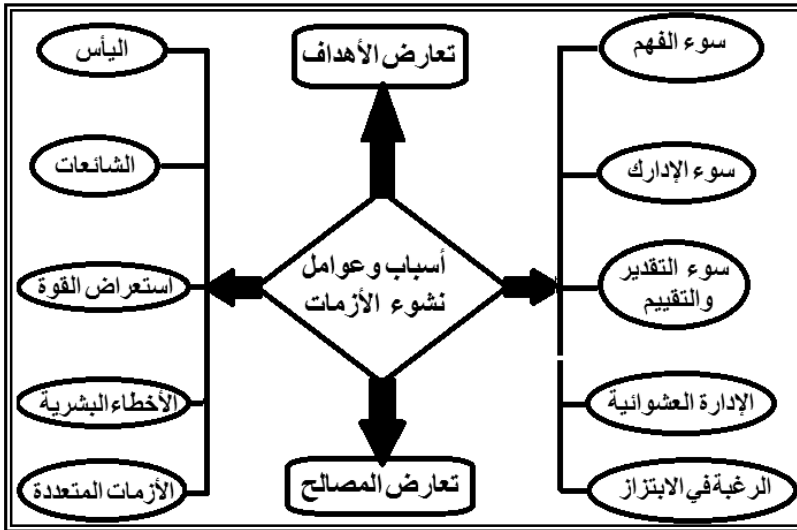 تعارض الأهداف
سوء الفهم
سوء الإدارك
سوء التقدير
والتقييم
الإدارة العشوائية
الرغبة في الابتزاز
أسباب وعوامل
نشوء الأزمات
اليأس
الشائعات
استعراض القوة
الأخطاء البشرية
الأزمات المتعددة
تعارض المصالح